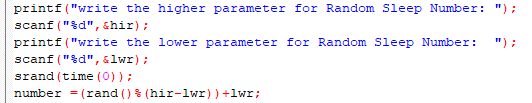 printf("write the higher parameter for Random Sleep Number: ");
scanf("%d",&hir);
printf("write the lower parameter for Random Sleep Number:  ");
scanf("%d",&lwr);
srand(time(0));
number =(rand()%(hir-lwr))+lwr;